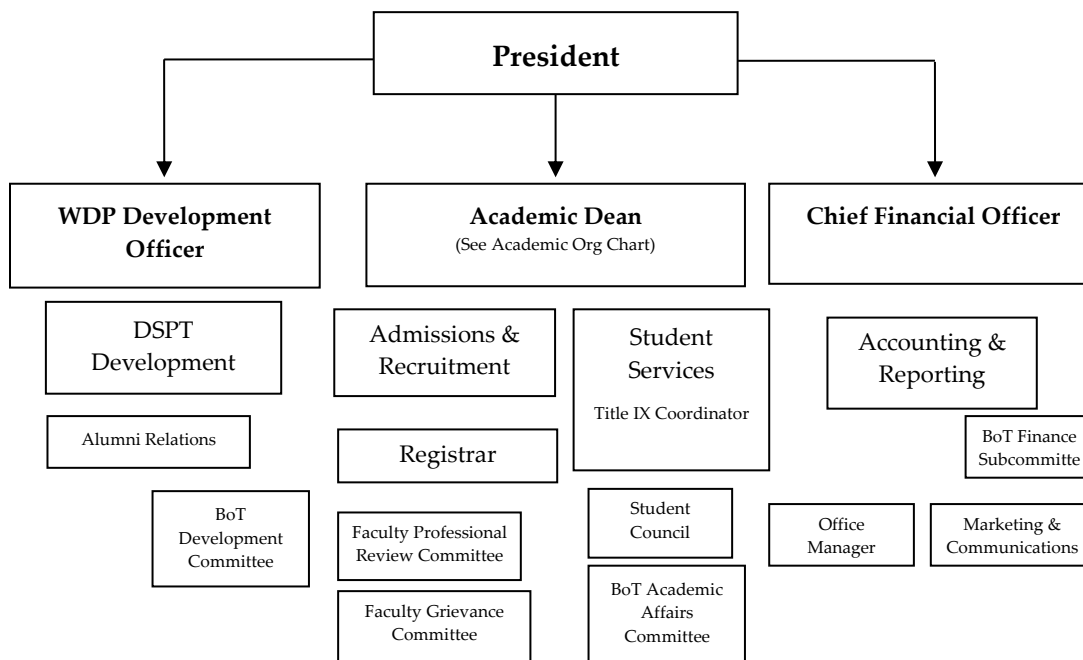 President
WDP Development
Officer
Academic Dean
(See Academic Org Chart)
Chief Financial Officer
DSPT
Development
Admissions &
Recruitment
Student
Services
Title IX Coordinator
Accounting &
Reporting
Alumni Relations
Registrar
BoT Finance
Subcommitte
BoT
Development
Committee
Faculty Professional
Review Committee
Student
Council
Office
Manager
Marketing &
Communications
Faculty Grievance
Committee
BoT Academic
Affairs
Committee